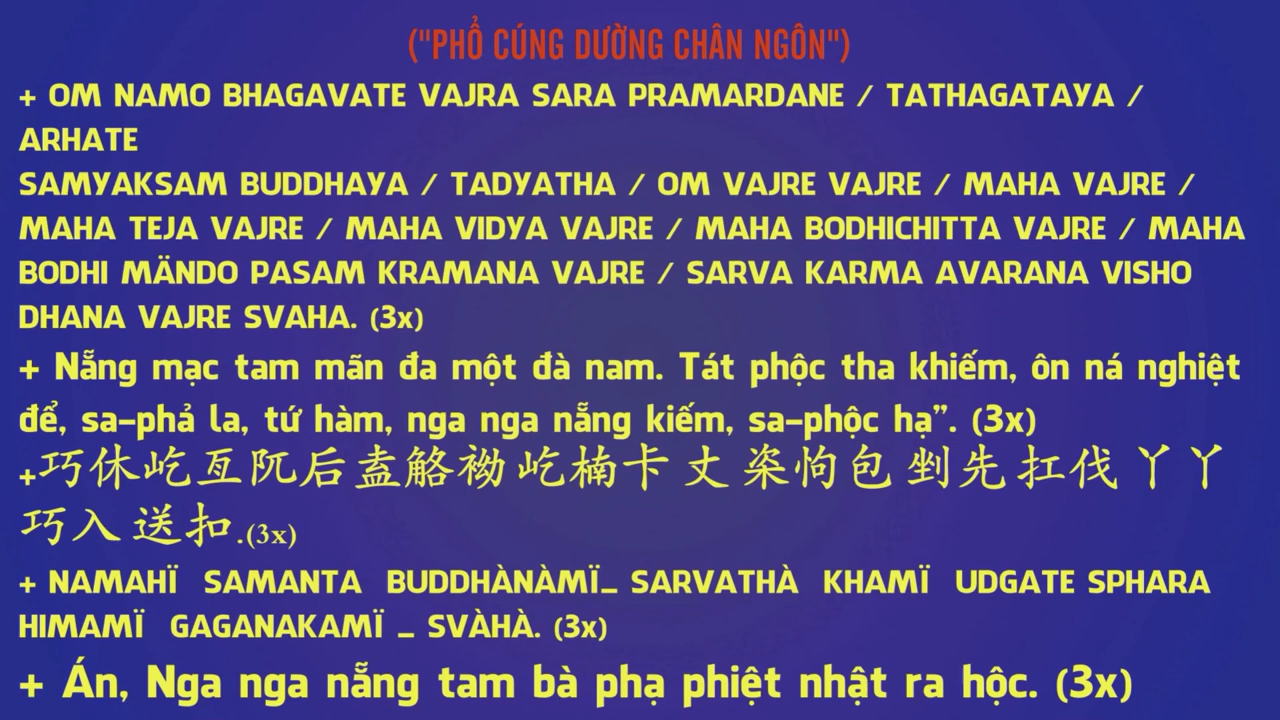 ("PHỔ CÚNG DƯỜNG CHÂN NGÔN")
+ OM NAMO BHAGAVATE VAJRA SARA PRAMARDANE / TATHAGATAYA /
ARHATE
SAMYAKSAM BUDDHAYA / TADYATHA / OM VAJRE VAJRE / MAHA VAJRE /
MAHA TEJA VAJRE / MAHA VIDYA VAJRE / MAHA BODHICHITTA VAJRE / MAHA
BODHI MÄNDO PASAM KRAMANA VAJRE / SARVA KARMA AVARANA VISHO
DHANA VAJRE SVAHA. (3x)
+ Nẵng mạc tam mãn đa một đà nam. Tát phộc tha khiếm, ôn ná nghiệt
để, sa-phả la, tứ hàm, nga nga nẵng kiếm, sa-phộc hạ”. (3x)
+巧休屹亙阢后盍觡袎屹楠卡丈姿怐包剉先扛伐丫丫
巧入送扣.(3x)
+ NAMAHÏ SAMANTA BUDDHÀNÀMÏ_ SARVATHÀ KHAMÏ UDGATE SPHARA
HIMAMÏ GAGANAKAMÏ _ SVÀHÀ. (3x)
+ Án, Nga nga nẵng tam bà phạ phiệt nhật ra hộc. (3x)